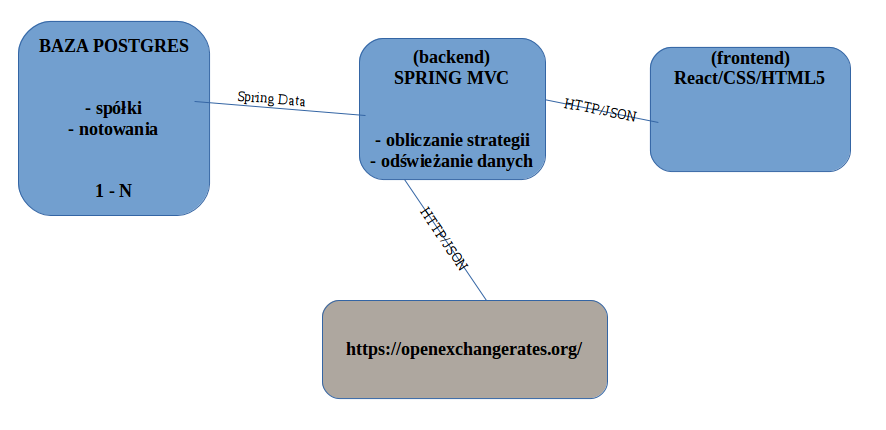 BAZA POSTGRES
- spółki
- notowania
1 - N
Spring Data
(backend)
SPRING MVC
- obliczanie strategii
- odświeżanie danych
HTTP/JSON
(frontend)
React/CSS/HTML5
HTTP/JSON
https://openexchangerates.org/